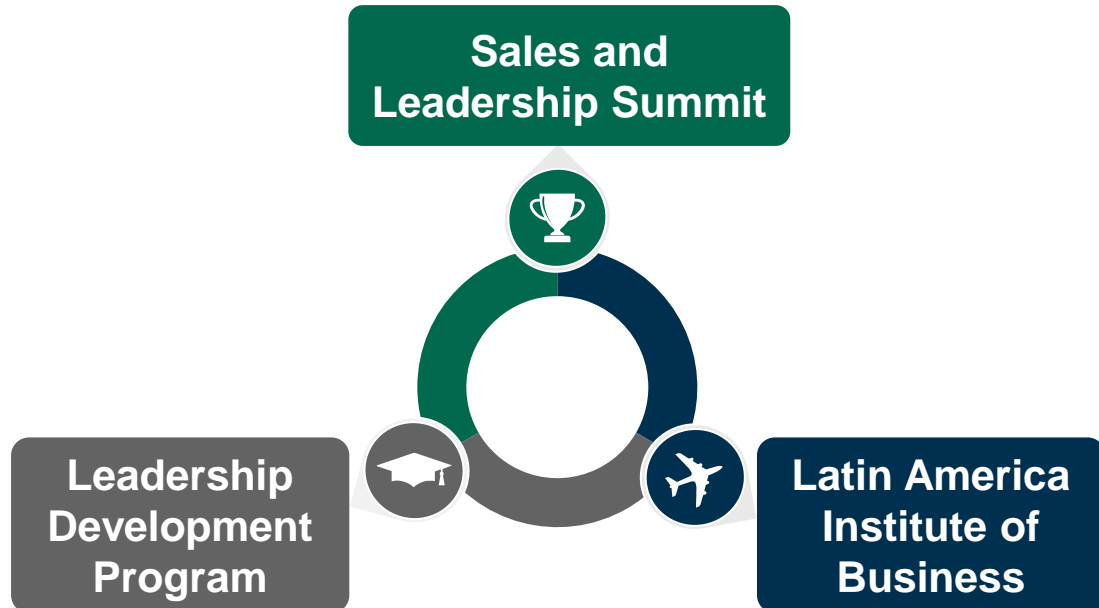 Sales and
Leadership Summit
Leadership
Development
Program
Latin America
Institute of
Business